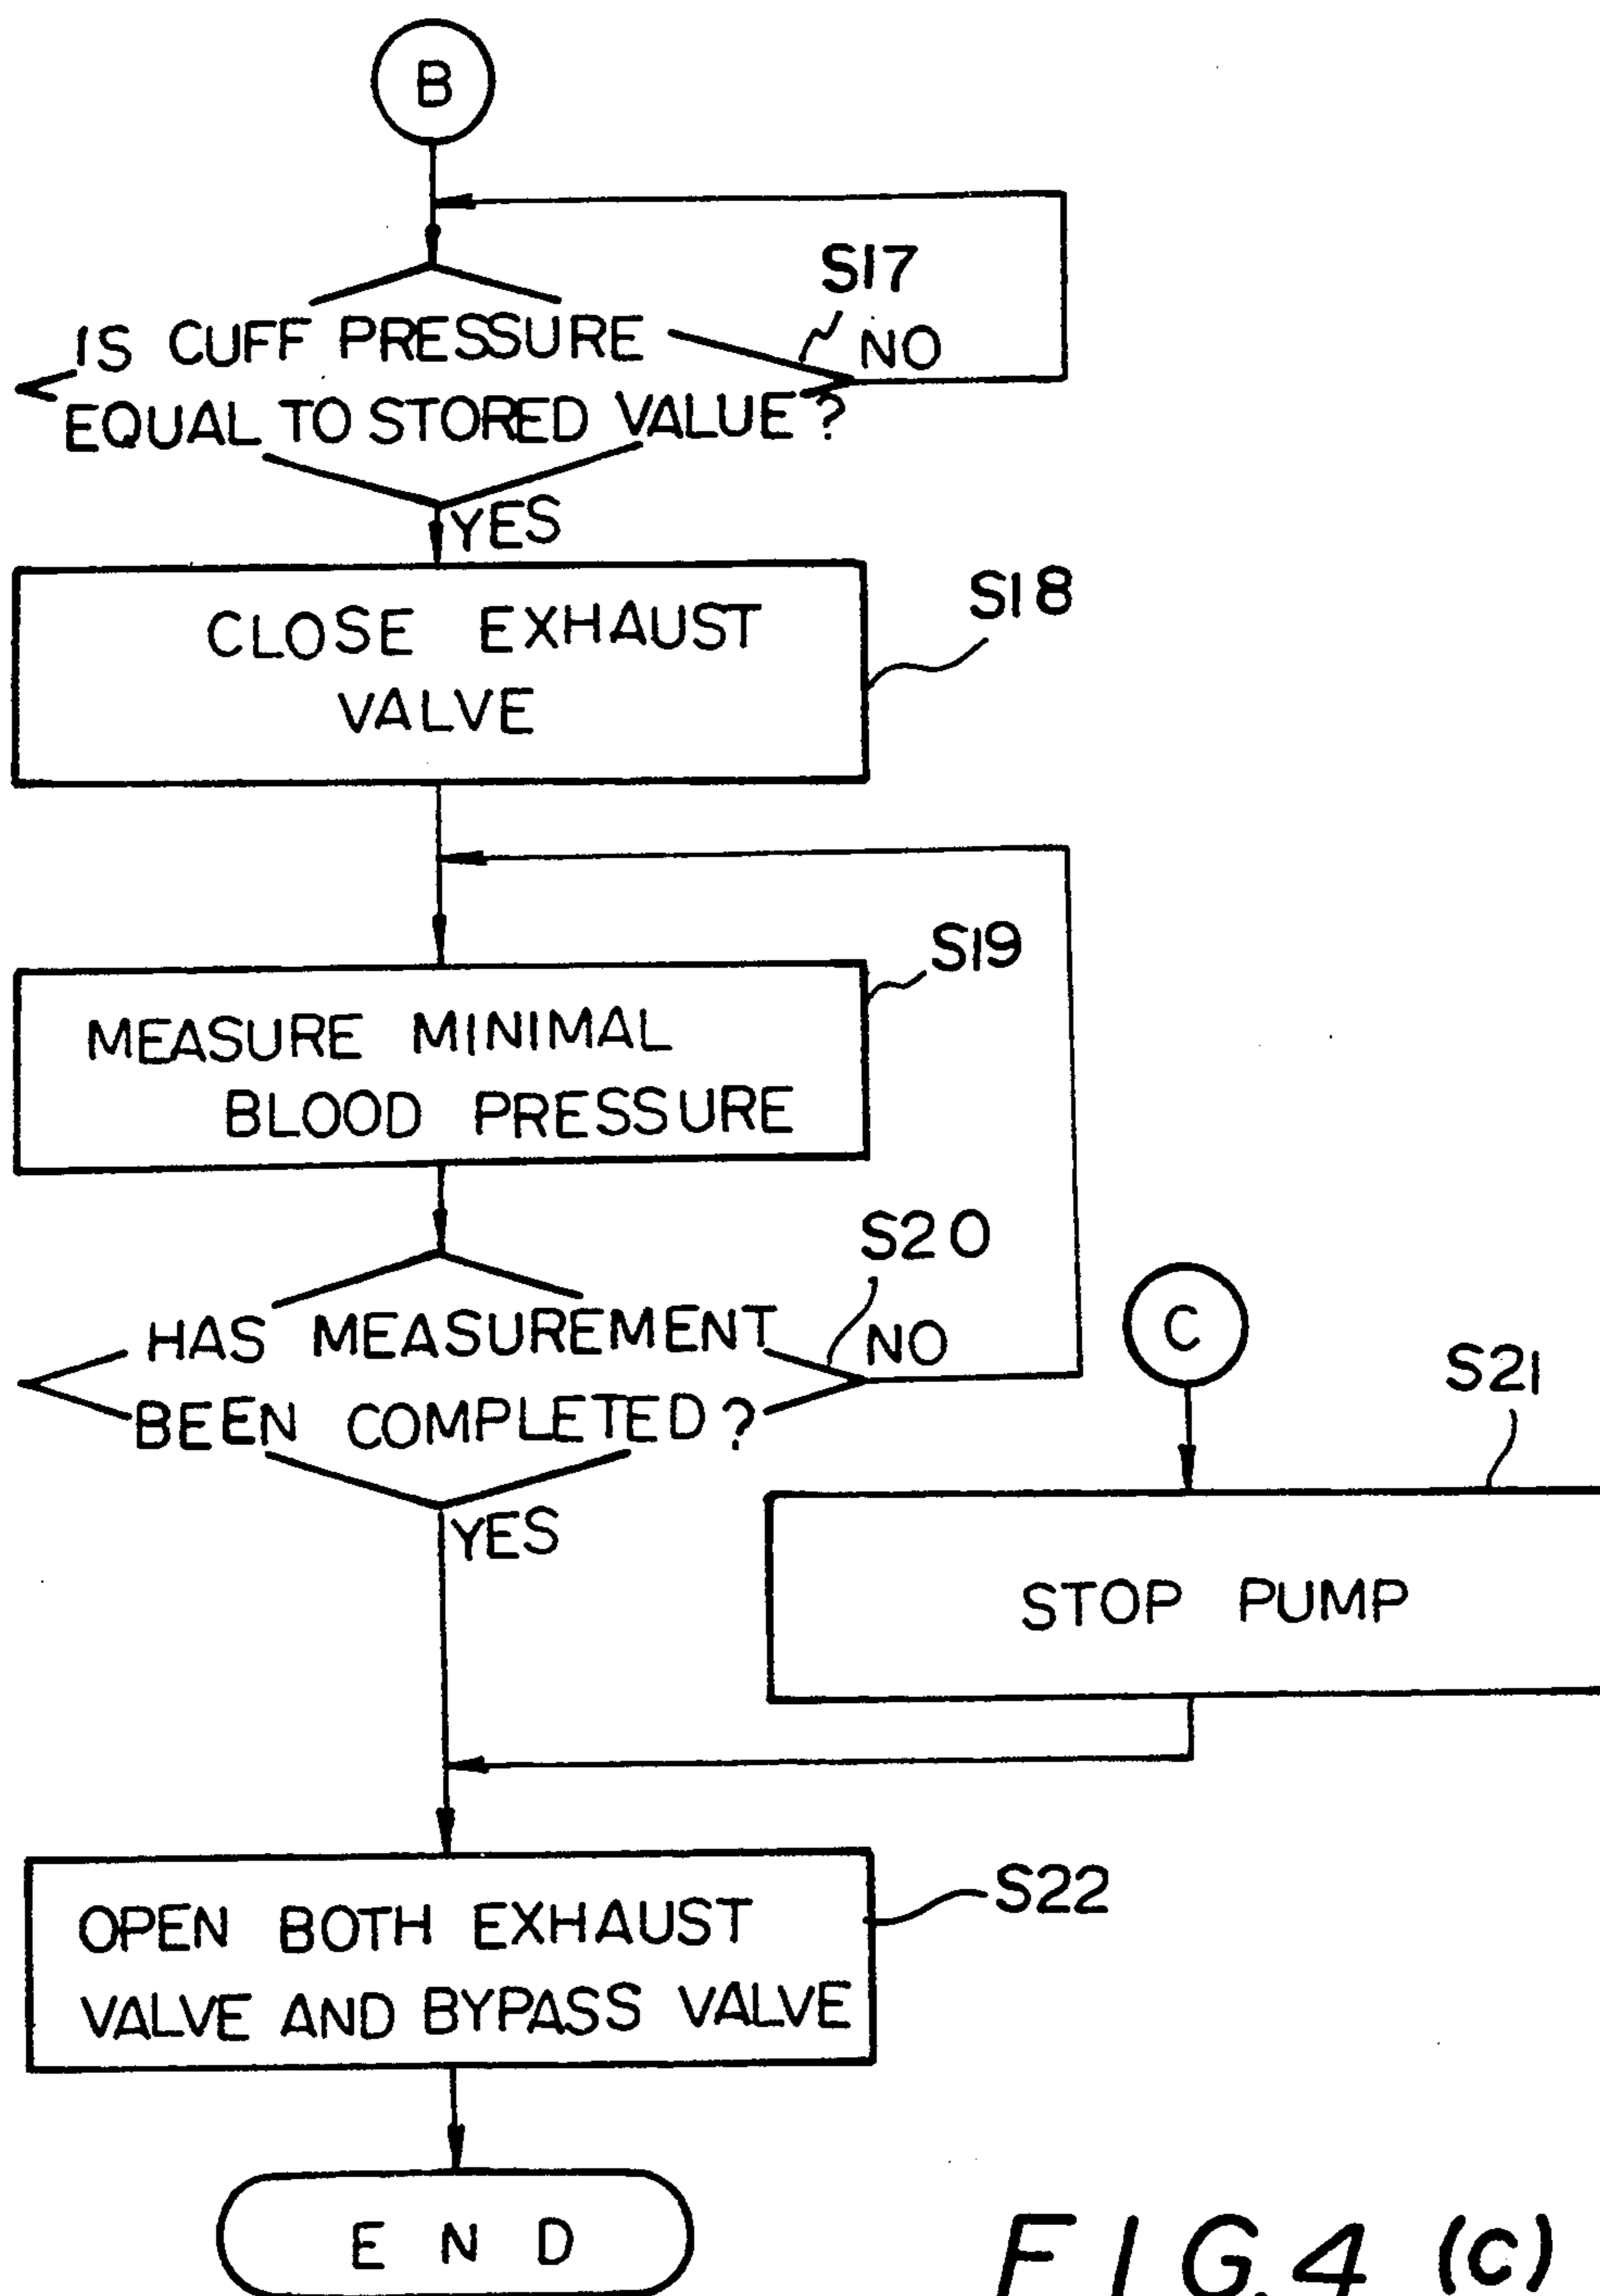 B
S17
IS CUFF PRESSURE
NO
EQUAL TO STORED VALUE?
YES
S18
CLOSE EXHAUST
VALVE
S19
MEASURE MINIMAL
BLOOD PRESSURE
S20
HAS MEASUREMENT
NO
BEEN COMPLETED?
C
S21
YES
STOP PUMP
S22
OPEN BOTH EXHAUST
VALVE AND BYPASS VALVE
END
FIG.4 (C)